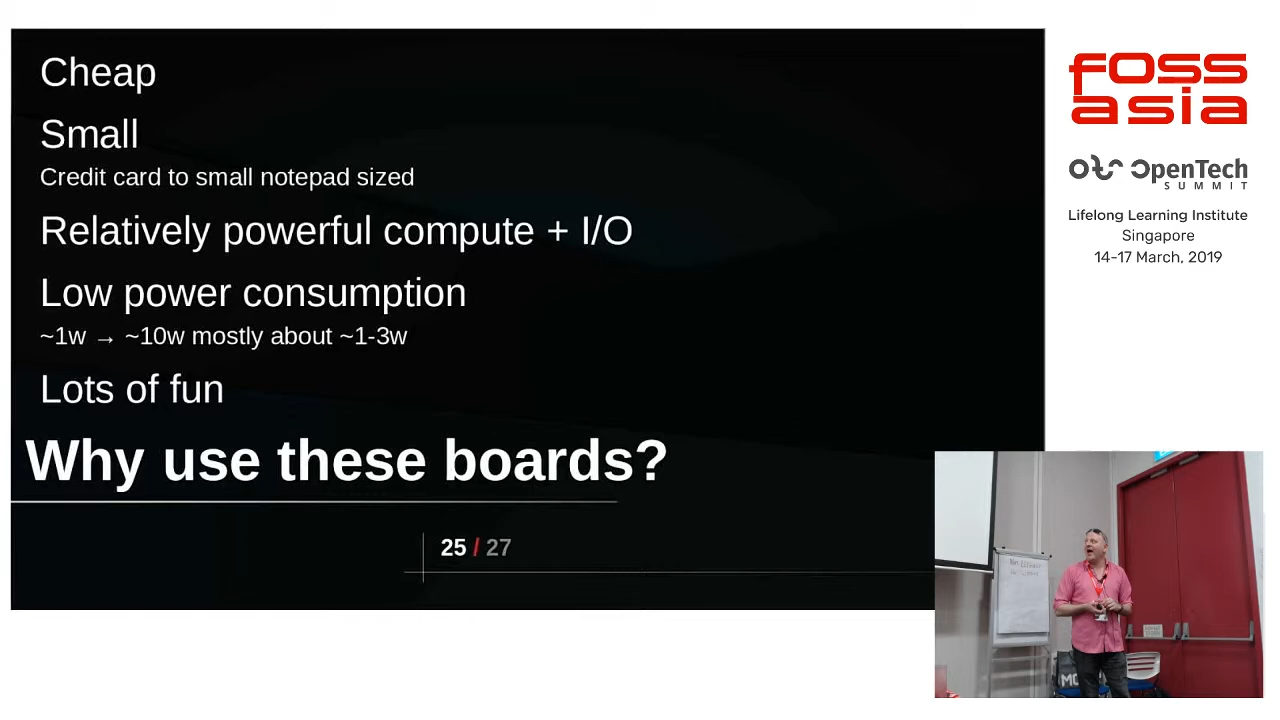 Cheap
Small
Credit card to small notepad sized
Relatively powerful compute + I/O
Low power consumption
~1w → ~10w mostly about ~1-3w
Lots of fun
Why use these boards?
25 / 27
foss
asia
OpenTech
SUMMIT
Lifelong Learning Institute
Singapore
14-17 March, 2019